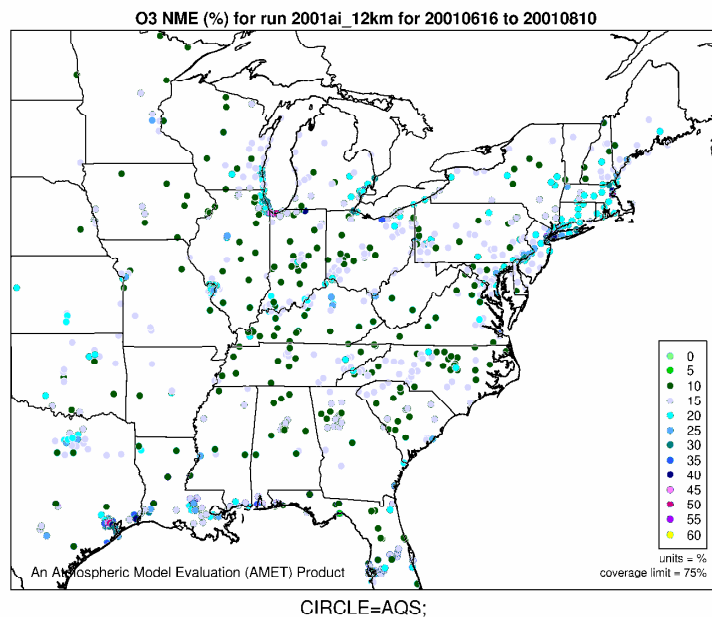 O3 NME (%) for run 2001ai_12km for 20010616 to 20010810
0
5
10
15
20
25
30
35
40
45
50
55
60
units = %
coverage limit = 75%
An Atmospheric Model Evaluation (AMET) Product
CIRCLE=AQS;